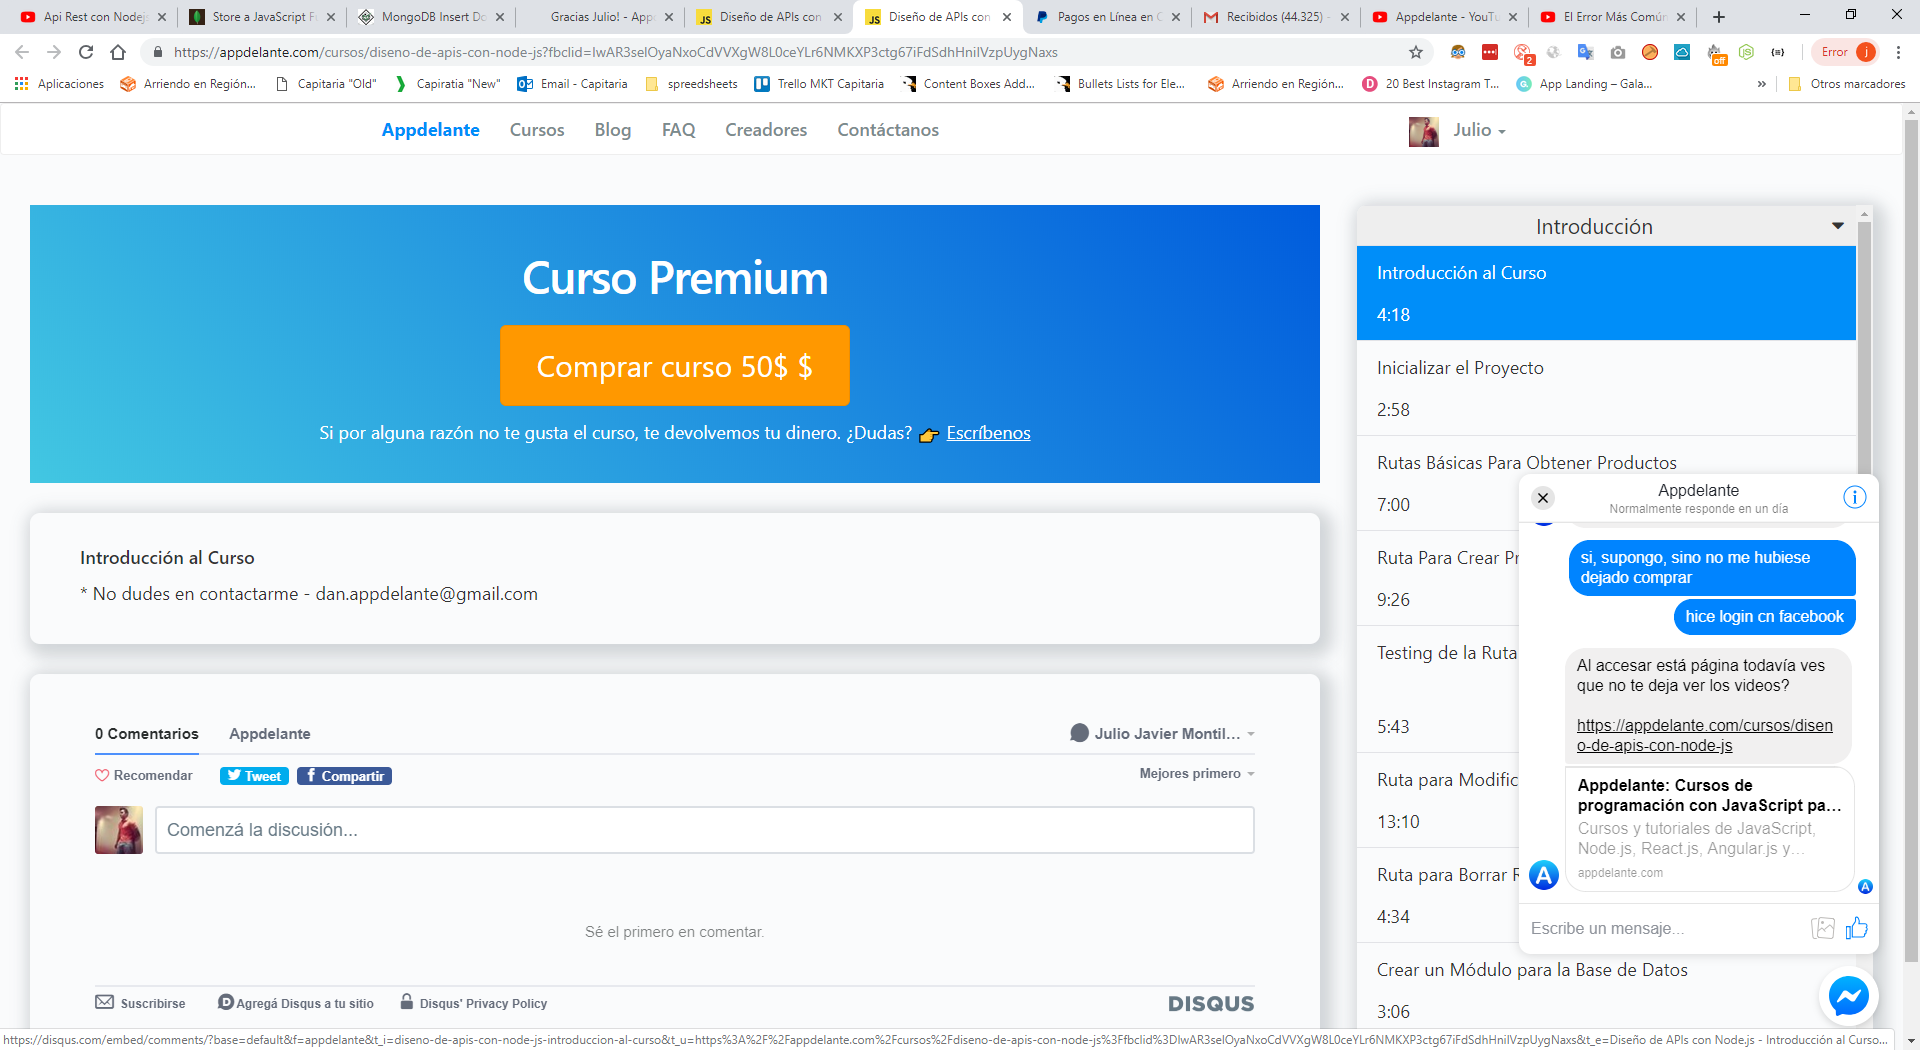 Api Rest con Nodej
Store a JavaScript F
MongoDB Insert Do
Gracias Julio! - App
Diseño de APIs con
Diseño de APIs con
Pagos en Línea en C
Recibidos (44.325) -
Appdelante - YouTu
El Error Más Común
https://appdelante.com/cursos/diseno-de-apis-con-node-js?fbclid=IwAR3selOyaNxoCdVVXgW8L0ceYLr6NMKXP3ctg67iFdSdhHnilVzpUygNaxs
2
off
Error
j
Aplicaciones
Arriendo en Región...
Capitaria "Old"
Capiratia "New"
Email - Capitaria
spreedsheets
Trello MKT Capitaria
Content Boxes Add...
Bullets Lists for Ele...
Arriendo en Región...
20 Best Instagram T...
App Landing – Gala...
»
Otros marcadores
Appdelante
Cursos
Blog
FAQ
Creadores
Contáctanos
Julio
Curso Premium
Comprar curso 50$ $
Si por alguna razón no te gusta el curso, te devolvemos tu dinero. ¿Dudas? 👉 Escríbenos
Introducción al Curso
* No dudes en contactarme - dan.appdelante@gmail.com
0 Comentarios
Appdelante
Julio Javier Montil...
Recomendar
Tweet
Compartir
Mejores primero
Comenzá la discusión...
Sé el primero en comentar.
Suscribirse
Agregá Disqus a tu sitio
Disqus' Privacy Policy
DISQUS
Introducción
Introducción al Curso
4:18
Inicializar el Proyecto
2:58
Rutas Básicas Para Obtener Productos
7:00
Ruta Para Crear Pr
9:26
Testing de la Ruta
5:43
Ruta para Modific
13:10
Ruta para Borrar R
4:34
Crear un Módulo para la Base de Datos
3:06
Appdelante
Normalmente responde en un día
si, supongo, sino no me hubiese
dejado comprar
hice login cn facebook
Al accesar está página todavía ves
que no te deja ver los videos?
https://appdelante.com/cursos/disen
o-de-apis-con-node-js
Appdelante: Cursos de
programación con JavaScript pa...
Cursos y tutoriales de JavaScript,
Node.js, React.js, Angular.js y...
appdelante.com
Escribe un mensaje...
https://disqus.com/embed/comments/?base=default&f=appdelante&t_i=diseno-de-apis-con-node-js-introduccion-al-curso&t_u=https%3A%2F%2Fappdelante.com%2Fcursos%2Fdiseno-de-apis-con-node-js%3Ffbclid%3DIwAR3selOyaNxoCdVVXgW8L0ceYLr6NMKXP3ctg67iFdSdhHnilVzpUygNaxs&t_e=Diseño de APIs con Node.js - Introducción al Curso...